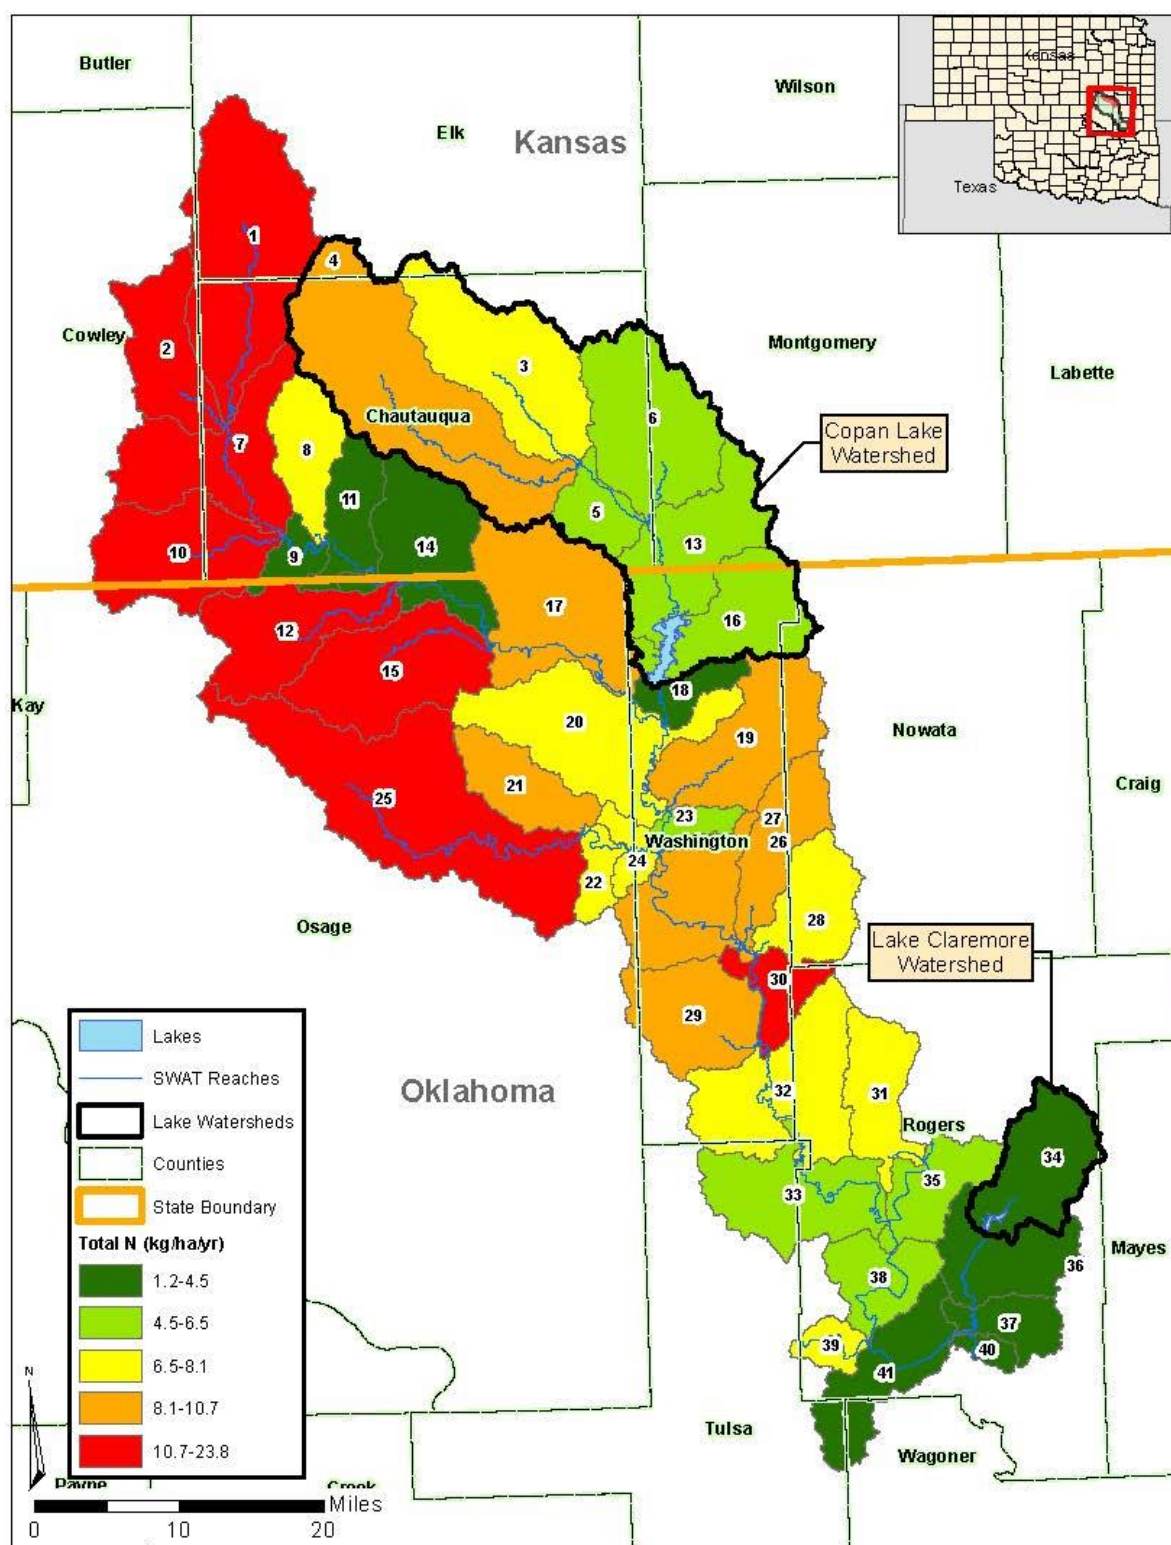 Butler
Wilson
Kansas
Texas
Elk
Kansas
1
4
Cowley
2
3
Montgomery
Labette
6
Chautauqua
7
8
Copan Lake
Watershed
11
5
9
10
14
13
12
17
16
15
18
Kay
20
19
Nowata
Craig
21
25
23
27
Washington
26
24
22
28
Osage
Lake Claremore
Watershed
30
29
Lakes
SWAT Reaches
Lake Watersheds
Counties
State Boundary
Total N (kg/ha/yr)
1.2-4.5
4.5-6.5
6.5-8.1
8.1-10.7
10.7-23.8
Oklahoma
32
31
Rogers
34
35
33
Mayes
36
38
37
39
40
41
N
Tulsa
Wagoner
Payne
Creek
Miles
0
10
20